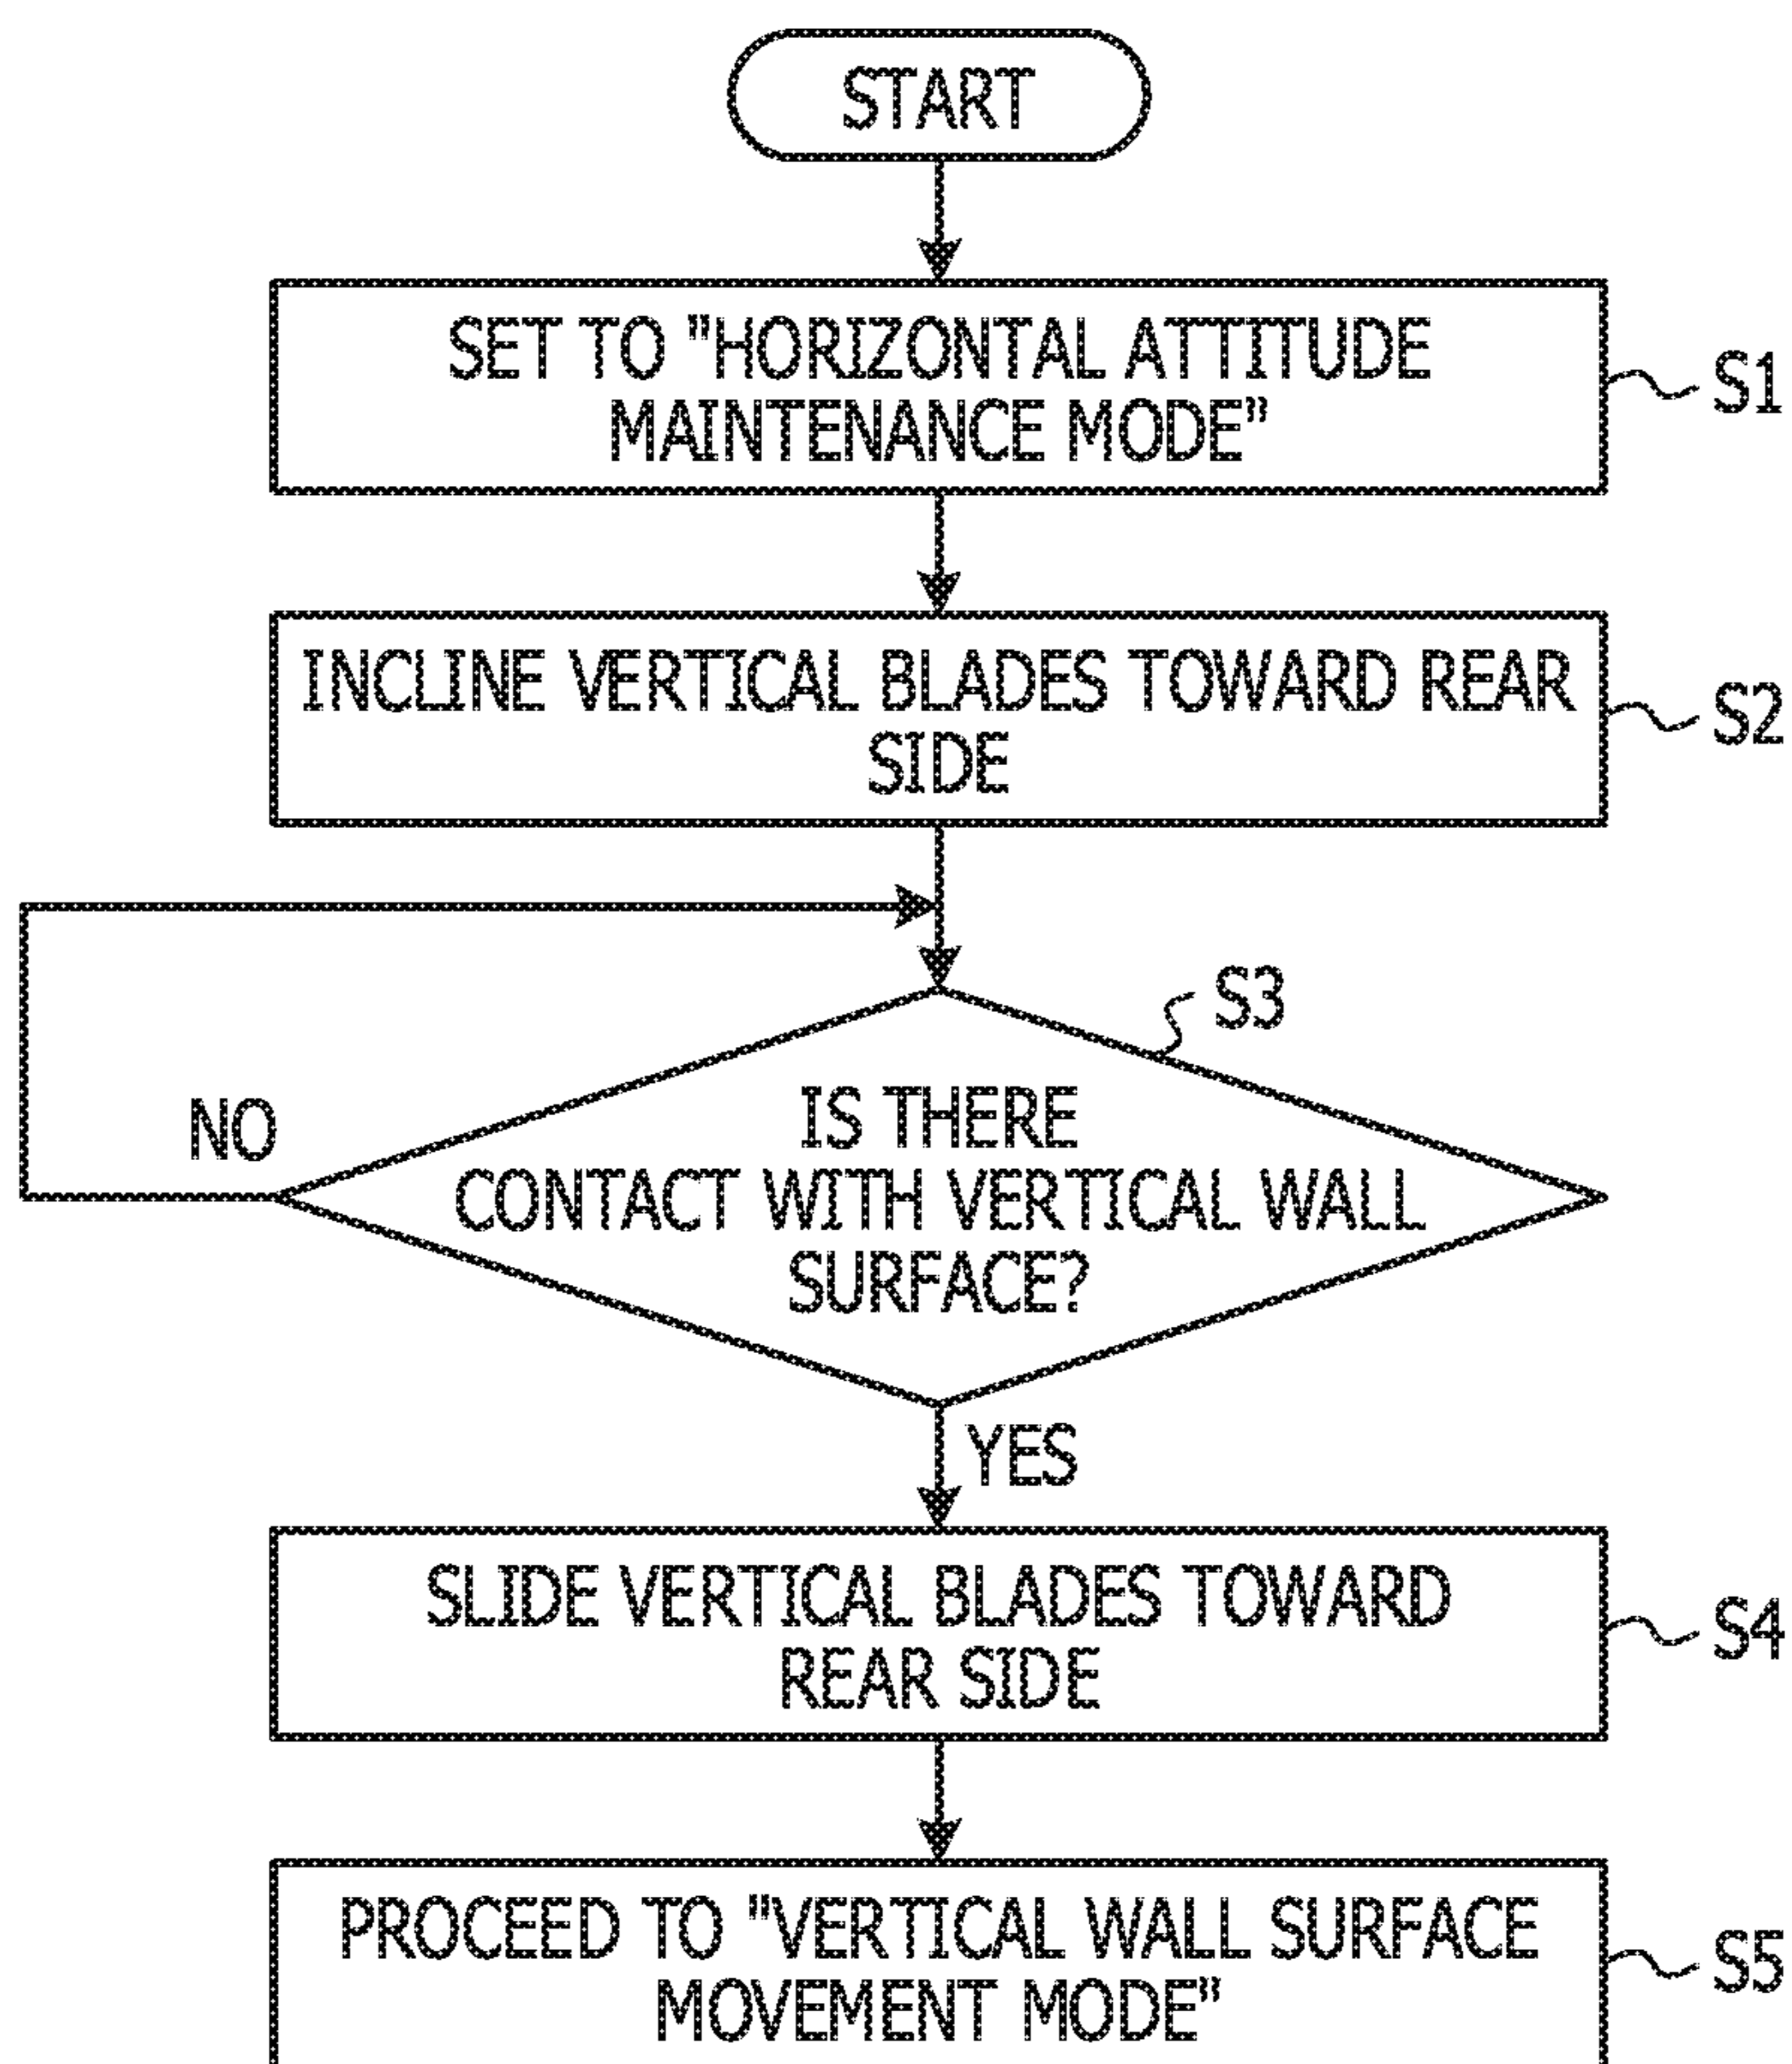 START
SET TO "HORIZONTAL ATTITUDE
MAINTENANCE MODE"
S1
INCLINE VERTICAL BLADES TOWARD REAR
SIDE
S2
S3
IS THERE
CONTACT WITH VERTICAL WALL
SURFACE?
NO
YES
SLIDE VERTICAL BLADES TOWARD
REAR SIDE
S4
PROCEED TO "VERTICAL WALL SURFACE
MOVEMENT MODE"
S5